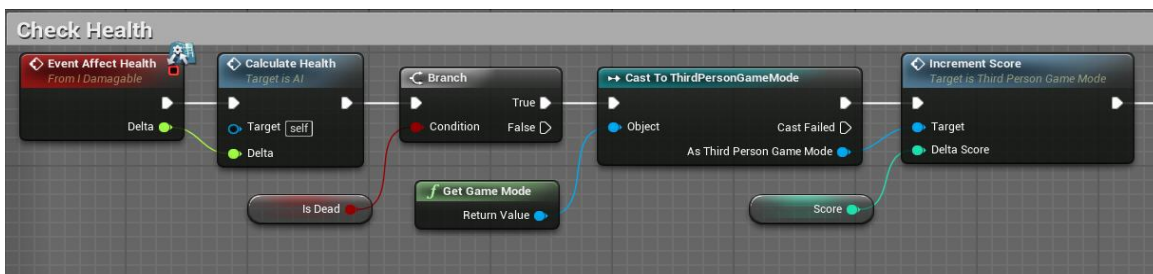 Check Health
Event Affect Health
From I Damagable
Delta
Calculate Health
Target is AI
Target self
Delta
Is Dead
Branch
True
Condition False
Get Game Mode
Return Value
Cast To ThirdPersonGameMode
Object Cast Failed
As Third Person Game Mode
Score
Increment Score
Target is Third Person Game Mode
Target
Delta Score